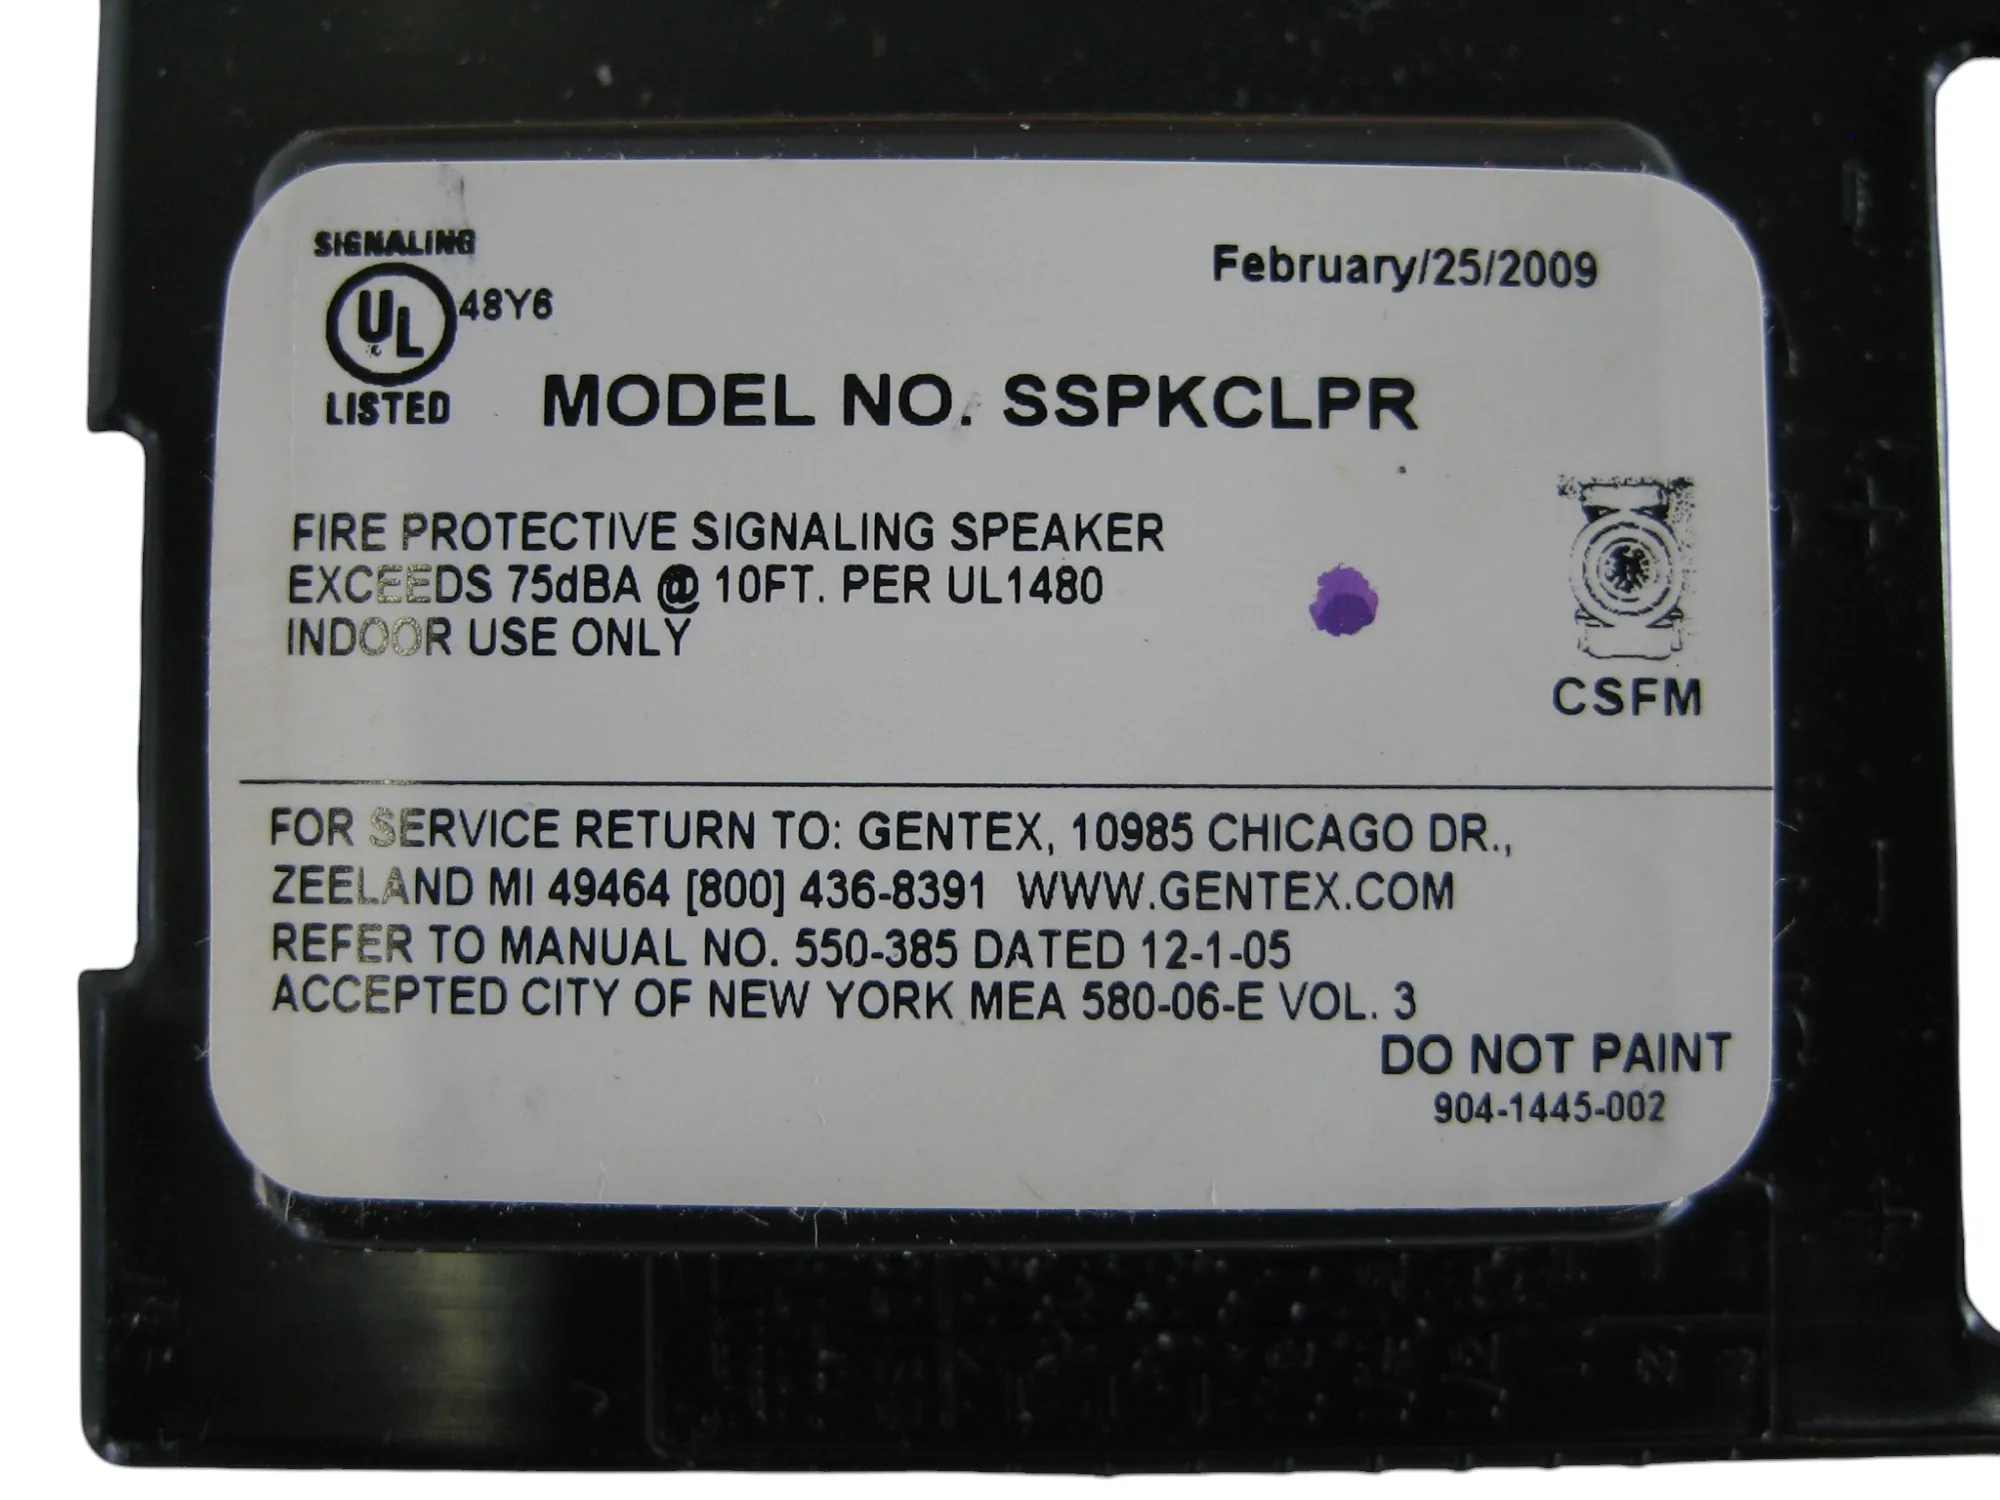 SIGNALING
UL 48Y6
LISTED
February/25/2009
MODEL NO. SSPKCLPR
FIRE PROTECTIVE SIGNALING SPEAKER
EXCEEDS 75dBA @ 10FT. PER UL1480
INDOOR USE ONLY
CSFM
FOR SERVICE RETURN TO: GENTEX, 10985 CHICAGO DR.,
ZEELAND MI 49464 [800] 436-8391 WWW.GENTEX.COM
REFER TO MANUAL NO. 550-385 DATED 12-1-05
ACCEPTED CITY OF NEW YORK MEA 580-06-E VOL. 3
DO NOT PAINT
904-1445-002